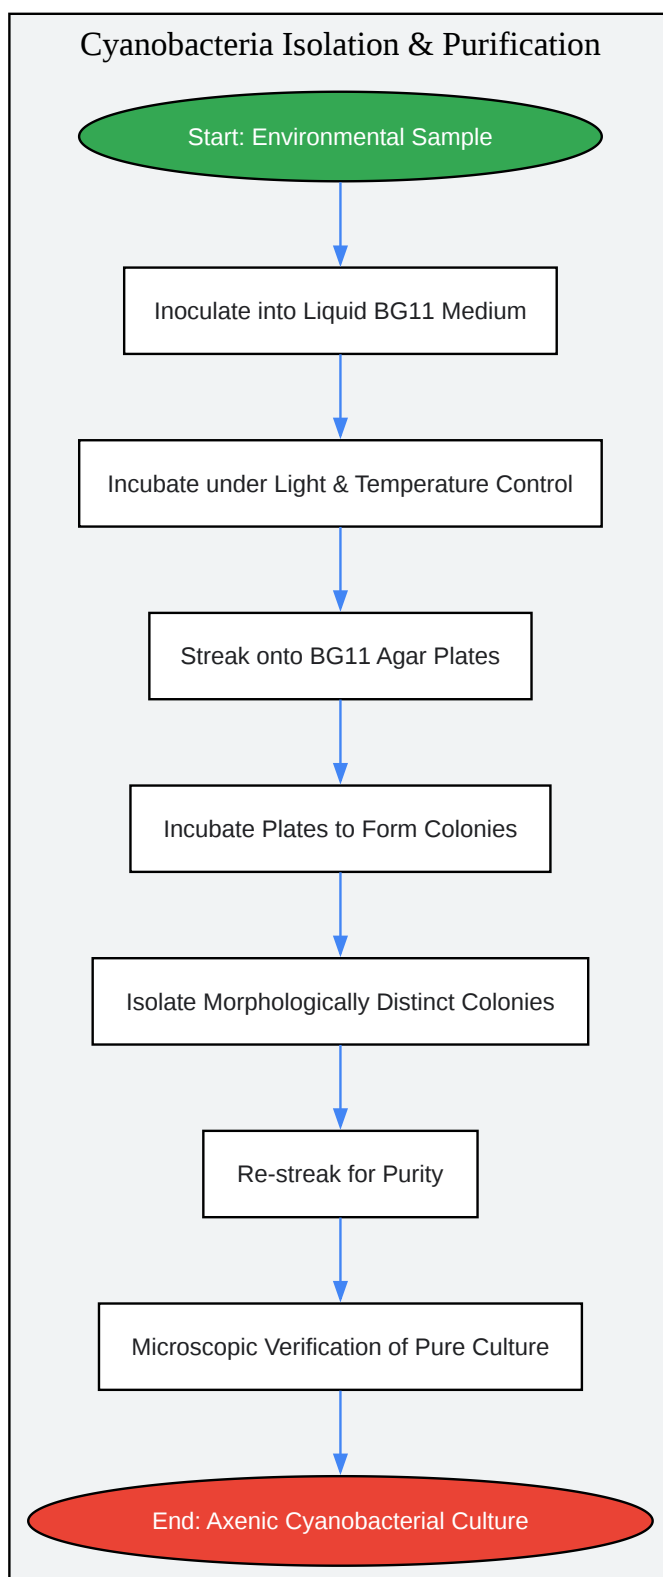 Cyanobacteria Isolation & Purification
Start: Environmental Sample
Inoculate into Liquid BG11 Medium
Incubate under Light & Temperature Control
Streak onto BG11 Agar Plates
Incubate Plates to Form Colonies
Isolate Morphologically Distinct Colonies
Re-streak for Purity
Microscopic Verification of Pure Culture
End: Axenic Cyanobacterial Culture